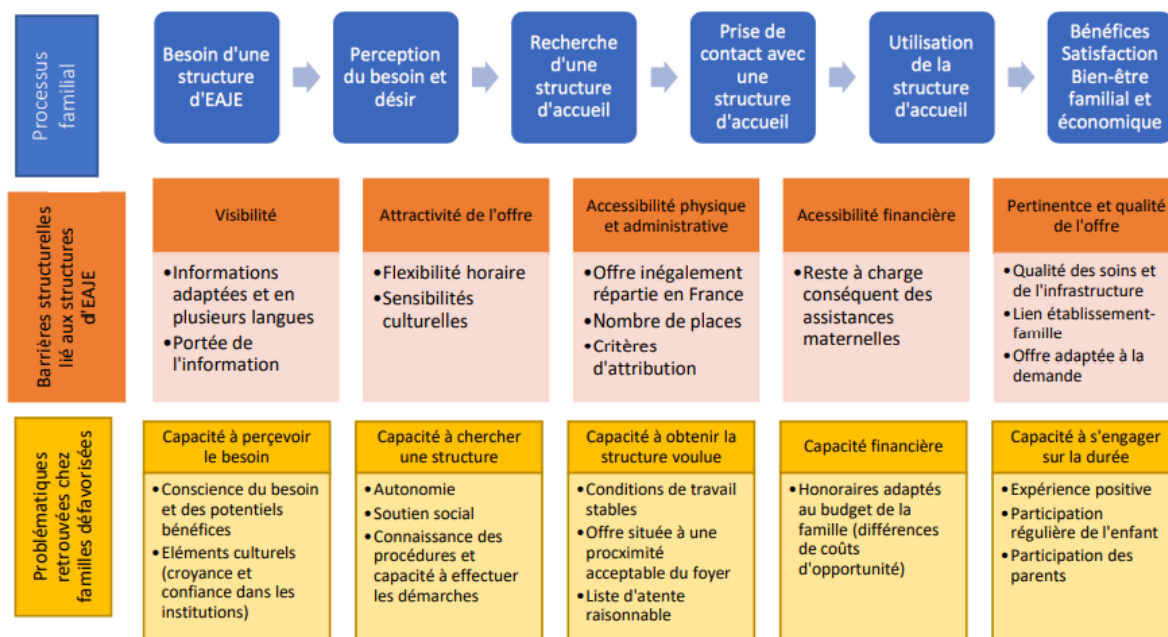 Processus
familial
Besoin d'une
structure
d'EAJE
Perception
du besoin et
désir
Recherche
d'une
structure
d'accueil
Prise de
contact avec
une
structure
d'accueil
Utilisation
de la
structure
d'accueil
Bénéfices
Satisfaction
Bien-être
familial et
économique
Barrières structurelles
lié aux structures
d'EAJE
Visibilité
•Informations
adaptées et en
plusieurs langues
•Portée de
l'information
Attractivité de l'offre
•Flexibilité horaire
•Sensibilités
culturelles
Accessibilité physique
et administrative
•Offre inégalement
répartie en France
•Nombre de places
•Critères
d'attribution
Acessibilité financière
•Reste à charge
conséquent des
assistances
maternelles
Pertinentce et qualité
de l'offre
•Qualité des soins et
de l'infrastructure
•Lien établissement-
famille
•Offre adaptée à la
demande
Problématiques
retrouvées chez
familles défavorisées
Capacité à perçevoir
le besoin
•Conscience du besoin
et des potentiels
bénéfices
•Eléments culturels
(croyance et
confiance dans les
institutions)
Capacité à chercher
une structure
•Autonomie
•Soutien social
•Connaissance des
procédures et
capacité à effectuer
les démarches
Capacité à obtenir la
structure voulue
•Conditions de travail
stables
•Offre située à une
procximité
acceptable du foyer
•Liste d'atente
raisonnable
Capacité financière
•Honoraires adaptés
au budget de la
famille (différences
de coûts
d'opportunité)
Capacité à s'engager
sur la durée
•Expérience positive
•Participation
régulière de l'enfant
•Participation des
parents